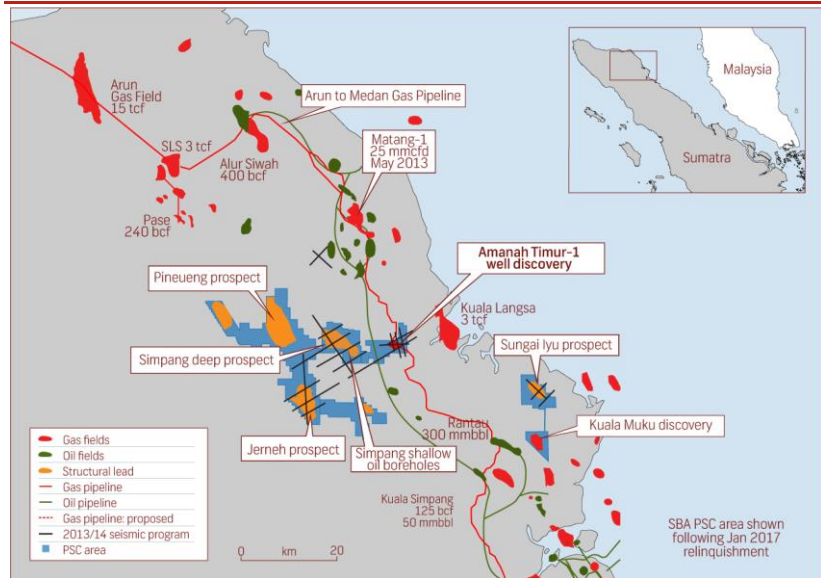 Arun
Gas Field
15 tcf
Arun to Medan Gas Pipeline
Malaysia
Sumatra
SLS 3 tcf
Alur Siwah
400 bcf
Matang-1
25 mmcfd
May 2013
Pase
240 bcf
Amanah Timur-1
well discovery
Pineueng prospect
Kuala Langsa
3 tcf
Sungai Iyu prospect
Simpang deep prospect
Kuala Muku discovery
Rantau
300 mmbbl
Jerneh prospect
Simpang shallow
oil boreholes
Kuala Simpang
125 bcf
50 mmbbl
Gas fields
Oil fields
Structural lead
Gas pipeline
Oil pipeline
Gas pipeline: proposed
2013/14 seismic program
PSC area
0 km 20
SBA PSC area shown
following Jan 2017
relinquishment